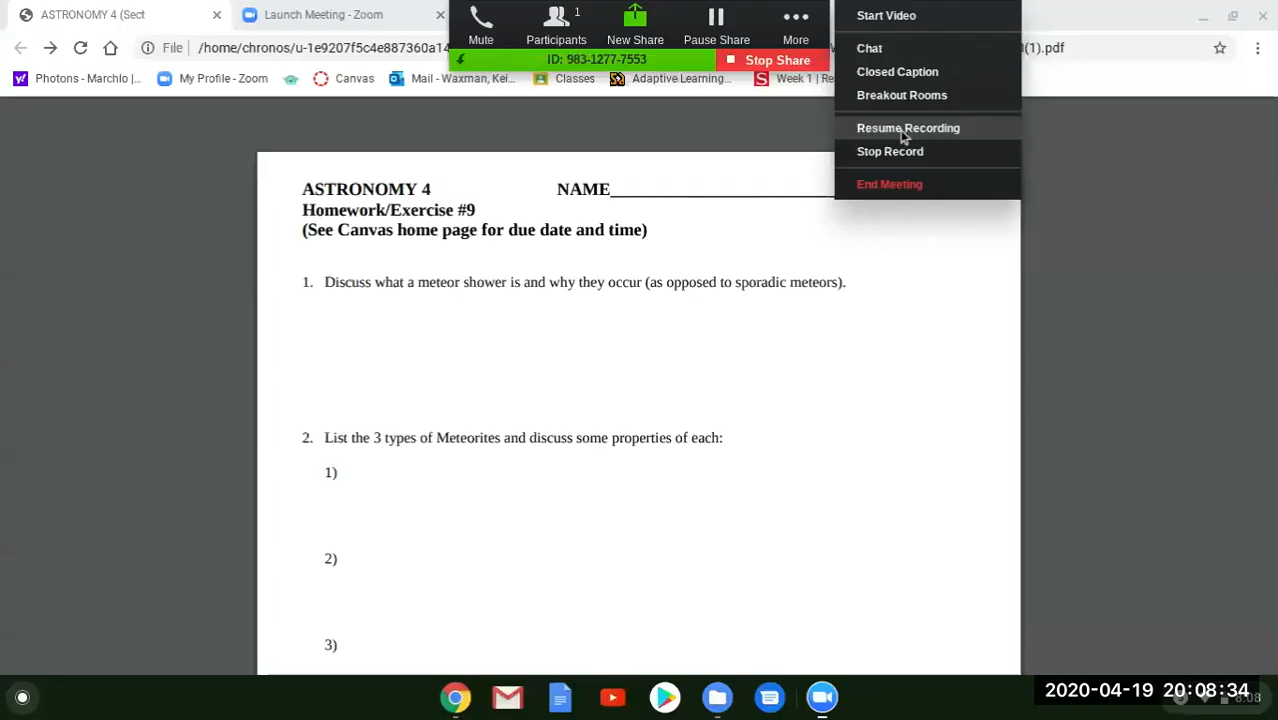 ASTRONOMY 4 (Sect
Launch Meeting - Zoom
Mute
Participants
1
New Share
Pause Share
More
ID: 983-1277-7553
Stop Share
Start Video
Chat
Closed Caption
Breakout Rooms
Resume Recording
Stop Record
End Meeting
File
/home/chronos/u-1e9207f5c4e887360a14
(1).pdf
Photons - Marchlo |...
My Profile - Zoom
Canvas
Mail - Waxman, Kei...
Classes
Adaptive Learning...
Week 1 | Re
ASTRONOMY 4 NAME
Homework/Exercise #9
(See Canvas home page for due date and time)
1. Discuss what a meteor shower is and why they occur (as opposed to sporadic meteors).
2. List the 3 types of Meteorites and discuss some properties of each:
1)
2)
3)
2020-04-19 20:08:34
8:08